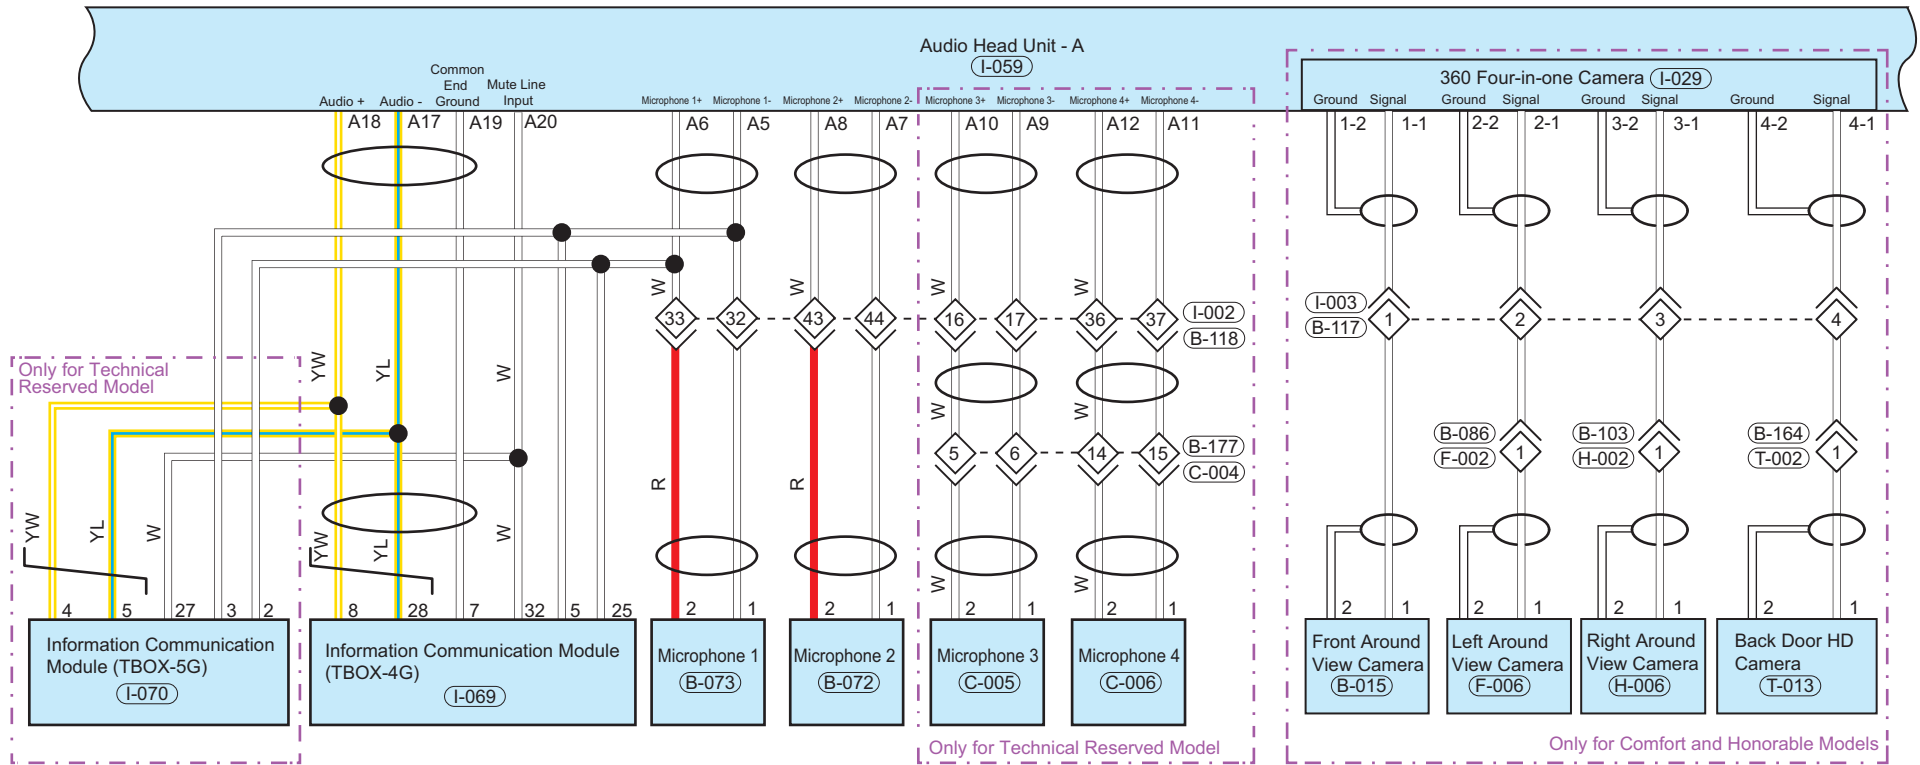 Audio Head Unit - A
I-059
360 Four-in-one Camera I-029
Common
End
Ground
Mute Line
Input
Audio +
Audio -
Microphone 1+
Microphone 1-
Microphone 2+
Microphone 2-
Microphone 3+
Microphone 3-
Microphone 4+
Microphone 4-
Ground Signal
Ground Signal
Ground Signal
Ground Signal
A18 A17 A19 A20 A6 A5 A8 A7 A10 A9 A12 A11
1-2 1-1 2-2 2-1 3-2 3-1 4-2 4-1
W W W W
33 32 43 44 16 17 36 37
I-002
B-118
I-003
B-117
1 2 3 4
Only for Technical
Reserved Model
YW YL W
W W
R R
5 6 14 15
B-177
C-004
B-086
F-002
1
B-103
H-002
1
B-164
T-002
1
YW YL W
YW YL W
W W
4 5 27 3 2
8 28 7 32 5 25
2 1
2 1
2 1
2 1
2 1
2 1
2 1
2 1
Information Communication
Module (TBOX-5G)
I-070
Information Communication Module
(TBOX-4G)
I-069
Microphone 1
B-073
Microphone 2
B-072
Microphone 3
C-005
Microphone 4
C-006
Front Around
View Camera
B-015
Left Around
View Camera
F-006
Right Around
View Camera
H-006
Back Door HD
Camera
T-013
Only for Technical Reserved Model
Only for Comfort and Honorable Models